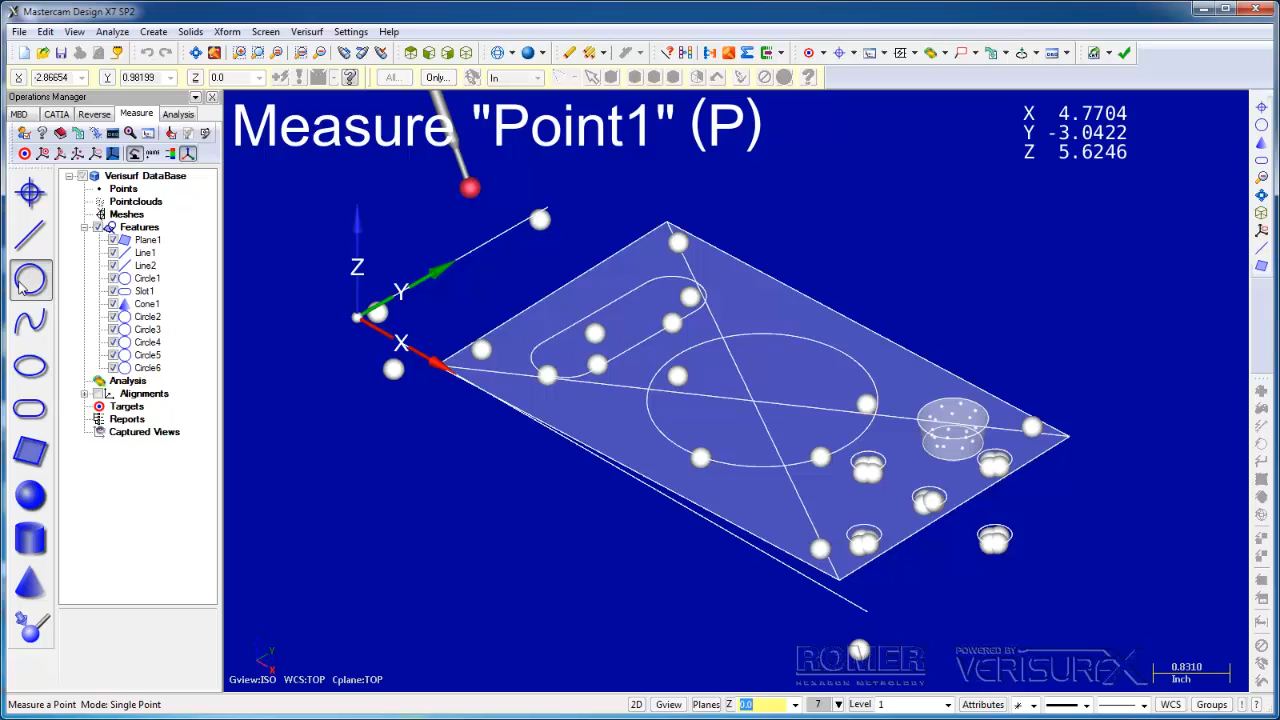 Mastercam Design X7 SP2
File Edit View Analyze Create Solids Xform Screen Verisurf Settings Help
X -2.86654 Y 0.98199 Z 0.0 All... Only... In...
Operations Manager
MBD CATIA Reverse Measure Analysis
Verisurf DataBase
Points
Pointclouds
Meshes
Features
Plane1
Line1
Line2
Circle1
Slot1
Cone1
Circle2
Circle3
Circle4
Circle5
Circle6
Analysis
Alignments
Targets
Reports
Captured Views
Measure "Point1" (P)
X 4.7704
Y -3.0422
Z 5.6246
Z
Y
X
Y
X
Gview:ISO WCS:TOP Cplane:TOP
ROMER
HEXAGON METROLOGY
POWERED BY
VERISURF X
0.8310
Inch
Measure Point Mode: Single Point
2D Gview Planes Z 0.0 7 Level 1 Attributes WCS Groups ! ?